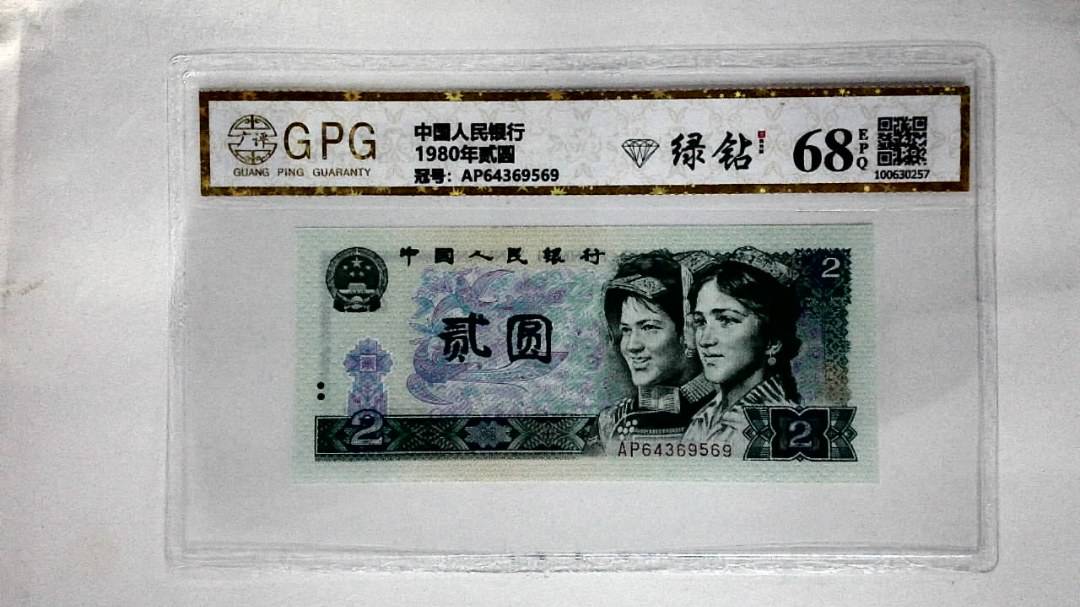 广评
GPG
GUANG PING GUARANTY
中国人民银行
1980年贰圆
冠号：AP64369569
绿钻
68
EPQ
100630257
中国人民银行
2
贰圆
2
2
AP64369569